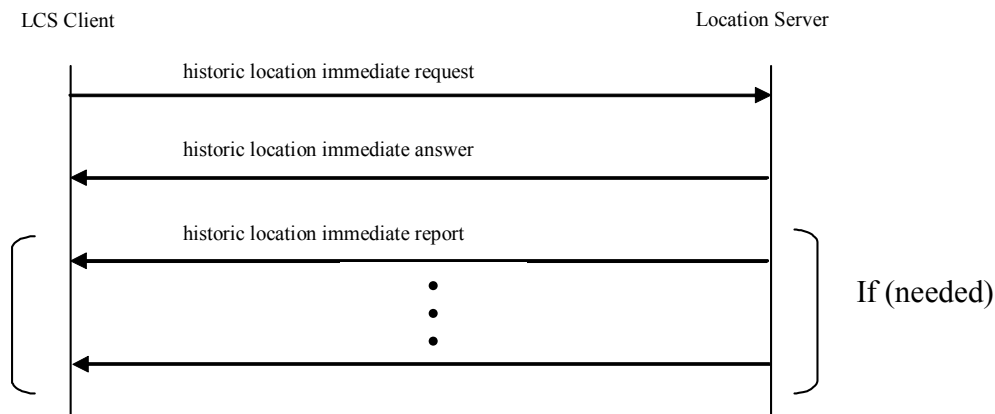 LCS Client
Location Server
historic location immediate request
historic location immediate answer
historic location immediate report
If (needed)